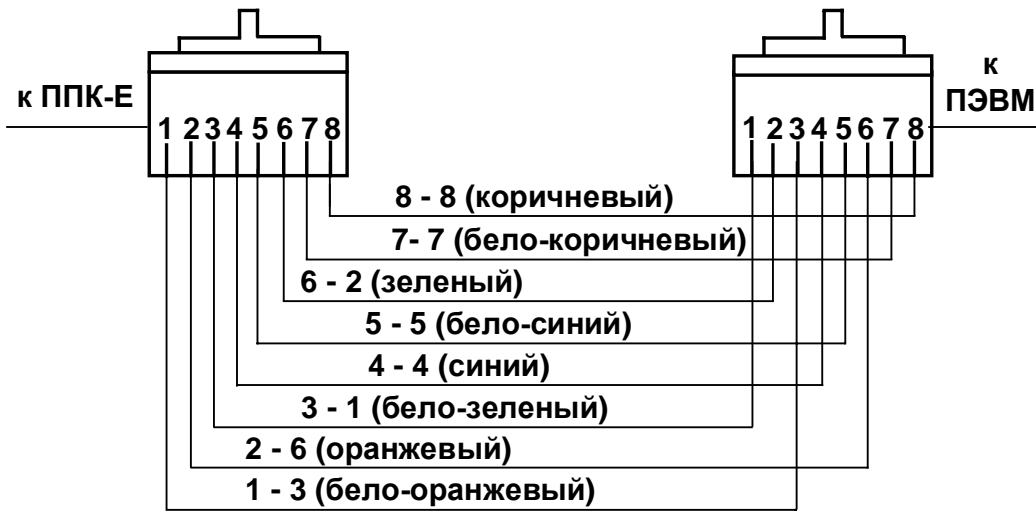 к ППК-Е
1 2 3 4 5 6 7 8
к
ПЭВМ
1 2 3 4 5 6 7 8
8 - 8 (коричневый)
7- 7 (бело-коричневый)
6 - 2 (зеленый)
5 - 5 (бело-синий)
4 - 4 (синий)
3 - 1 (бело-зеленый)
2 - 6 (оранжевый)
1 - 3 (бело-оранжевый)